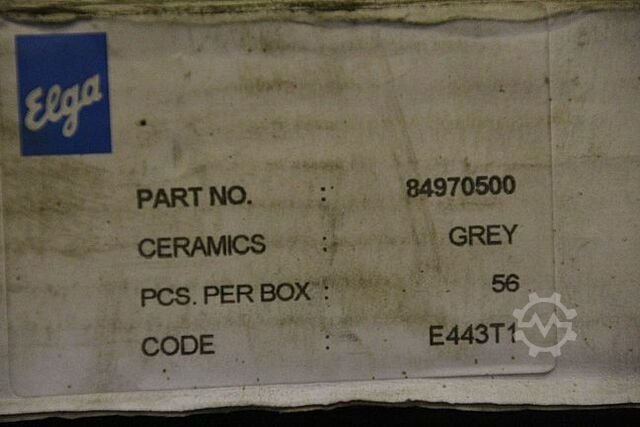 Elga
PART NO. : 84970500
CERAMICS : GREY
PCS. PER BOX : 56
CODE : E443T1